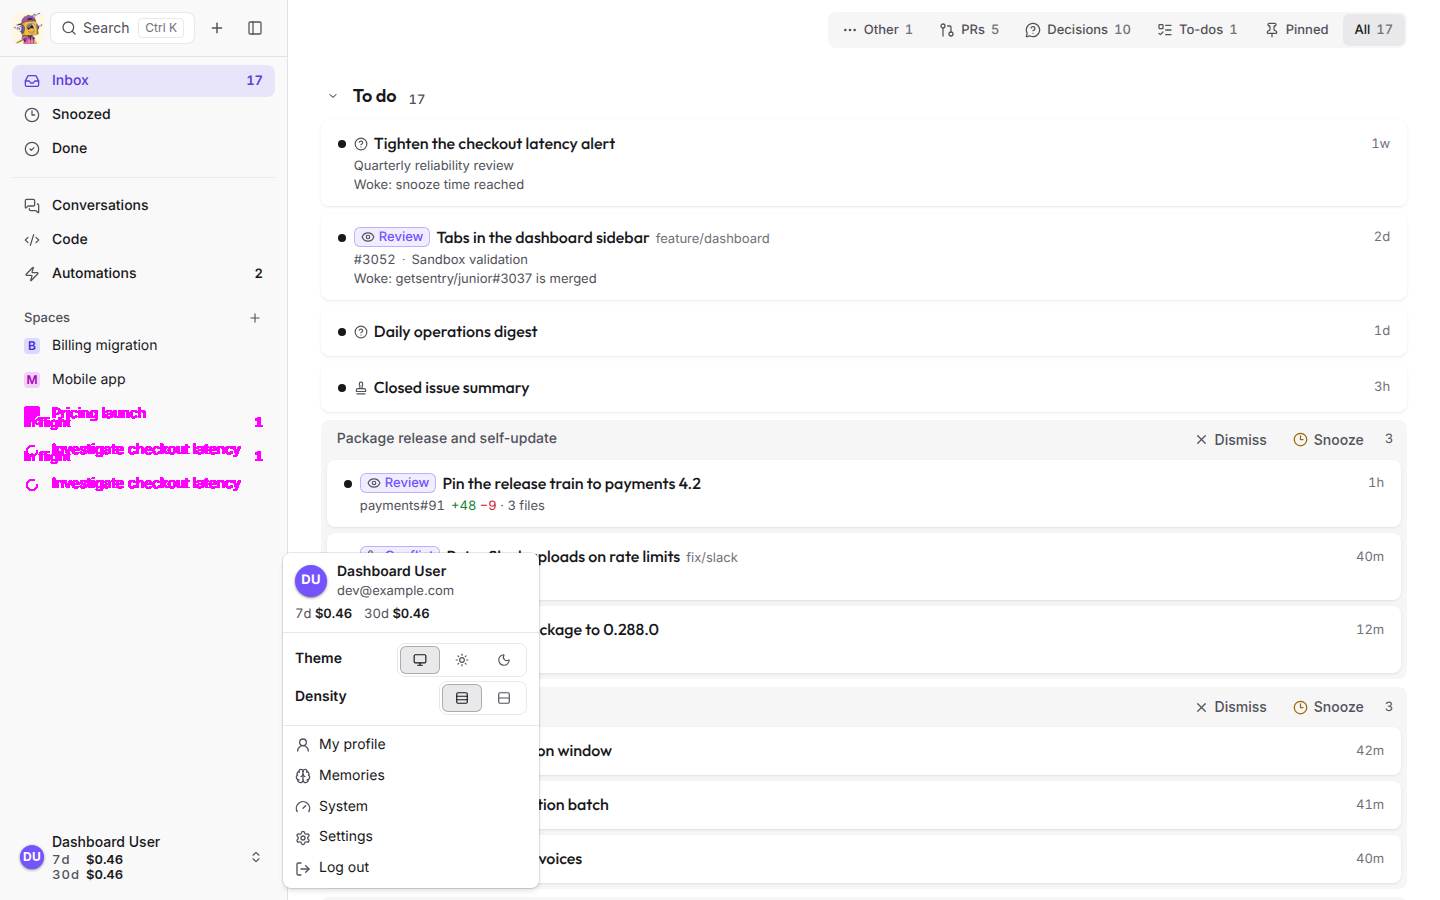 Search Ctrl K
Inbox 17
Snoozed
Done
Conversations
Code
Automations 2
Spaces
B Billing migration
M Mobile app
Pricing launch
In flight 1
Investigate checkout latency
In flight 1
Investigate checkout latency
DU Dashboard User
7d $0.46
30d $0.46
Other 1 PRs 5 Decisions 10 To-dos 1 Pinned All 17
To do 17
Tighten the checkout latency alert 1w
Quarterly reliability review
Woke: snooze time reached
Review Tabs in the dashboard sidebar feature/dashboard 2d
#3052 · Sandbox validation
Woke: getsentry/junior#3037 is merged
Daily operations digest 1d
Closed issue summary 3h
Package release and self-update Dismiss Snooze 3
Review Pin the release train to payments 4.2 1h
payments#91 +48 −9 · 3 files
uploads on rate limits fix/slack 40m
ckage to 0.288.0 12m
Dismiss Snooze 3
on window 42m
tion batch 41m
voices 40m
DU Dashboard User
dev@example.com
7d $0.46 30d $0.46
Theme
Density
My profile
Memories
System
Settings
Log out